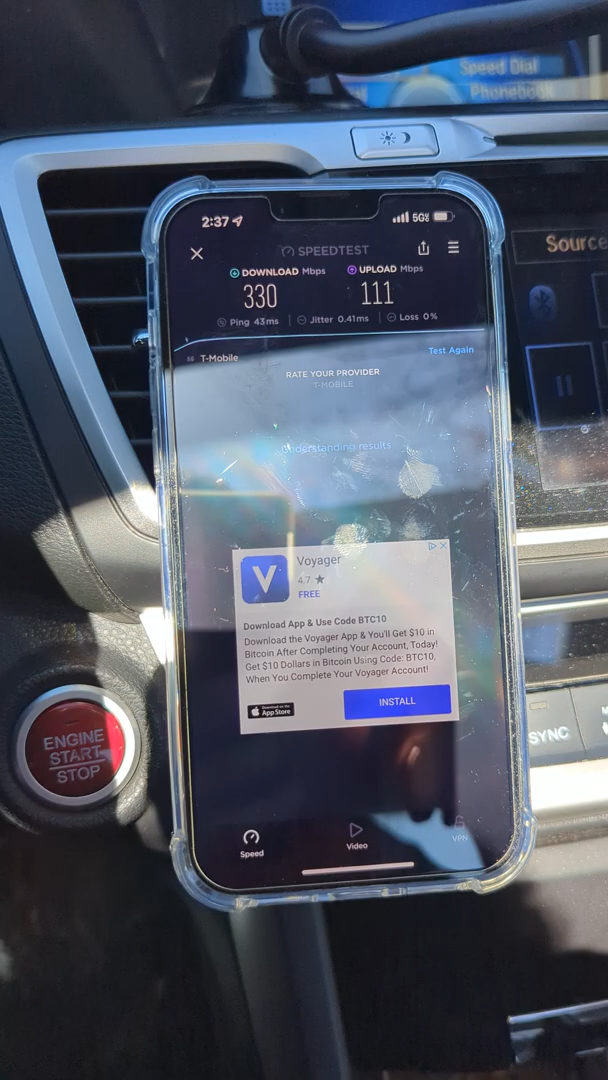 Speed Dial
Phonebook
2:37
5G
SPEEDTEST
DOWNLOAD Mbps
UPLOAD Mbps
330
111
Ping 43ms
Jitter 0.41ms
Loss 0%
T-Mobile
Test Again
RATE YOUR PROVIDER
T-MOBILE
Understanding results
Source
V
Voyager
4.7 ★
FREE
Download App & Use Code BTC10
Download the Voyager App & You'll Get $10 in
Bitcoin After Completing Your Account, Today!
Get $10 Dollars in Bitcoin Using Code: BTC10,
When You Complete Your Voyager Account!
Download on the
App Store
INSTALL
ENGINE
START
STOP
SYNC
Speed
Video
VPN